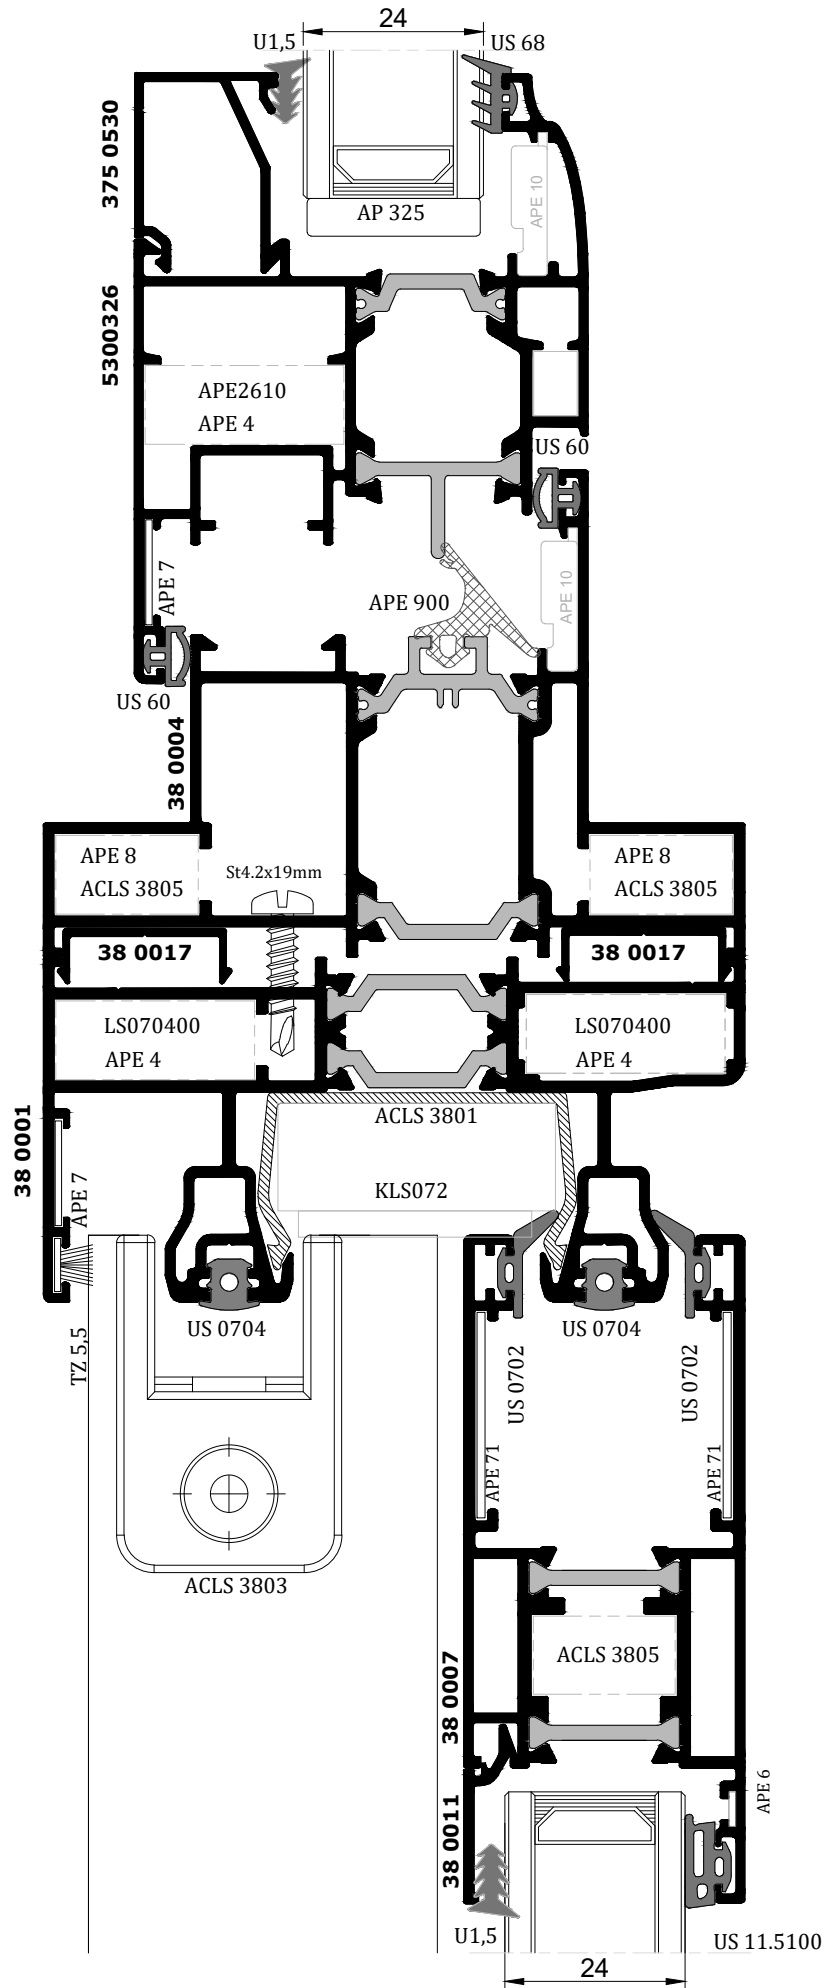 24
U1,5
US 68
375 0530
AP 325
APE 10
5300326
APE2610
APE 4
US 60
APE 7
APE 900
APE 10
US 60
38 0004
APE 8
ACLS 3805
St4.2x19mm
APE 8
ACLS 3805
38 0017
38 0017
LS070400
APE 4
LS070400
APE 4
38 0001
ACLS 3801
APE 7
KLS072
US 0704
US 0704
TZ 5,5
US 0702
US 0702
APE 71
APE 71
ACLS 3803
38 0007
ACLS 3805
38 0011
APE 6
U1,5
US 11.5100
24